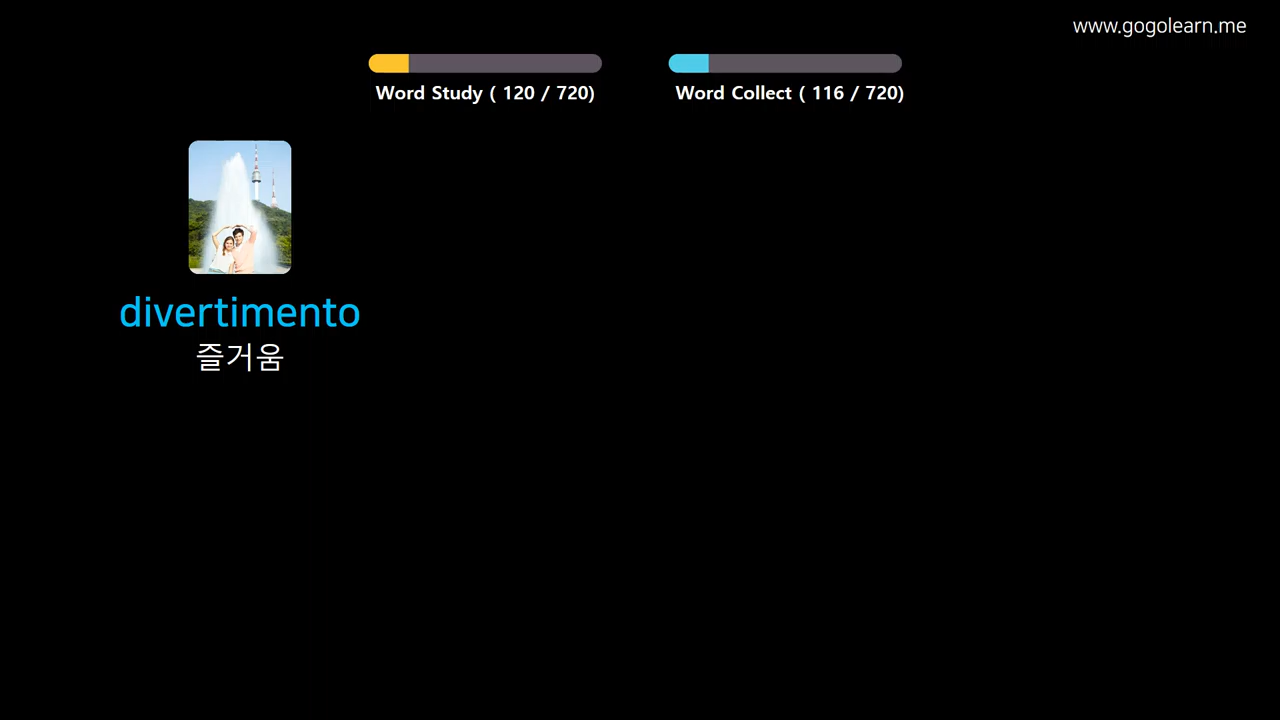 www.gogolearn.me
Word Study ( 120 / 720)
Word Collect ( 116 / 720)
divertimento
즐거움